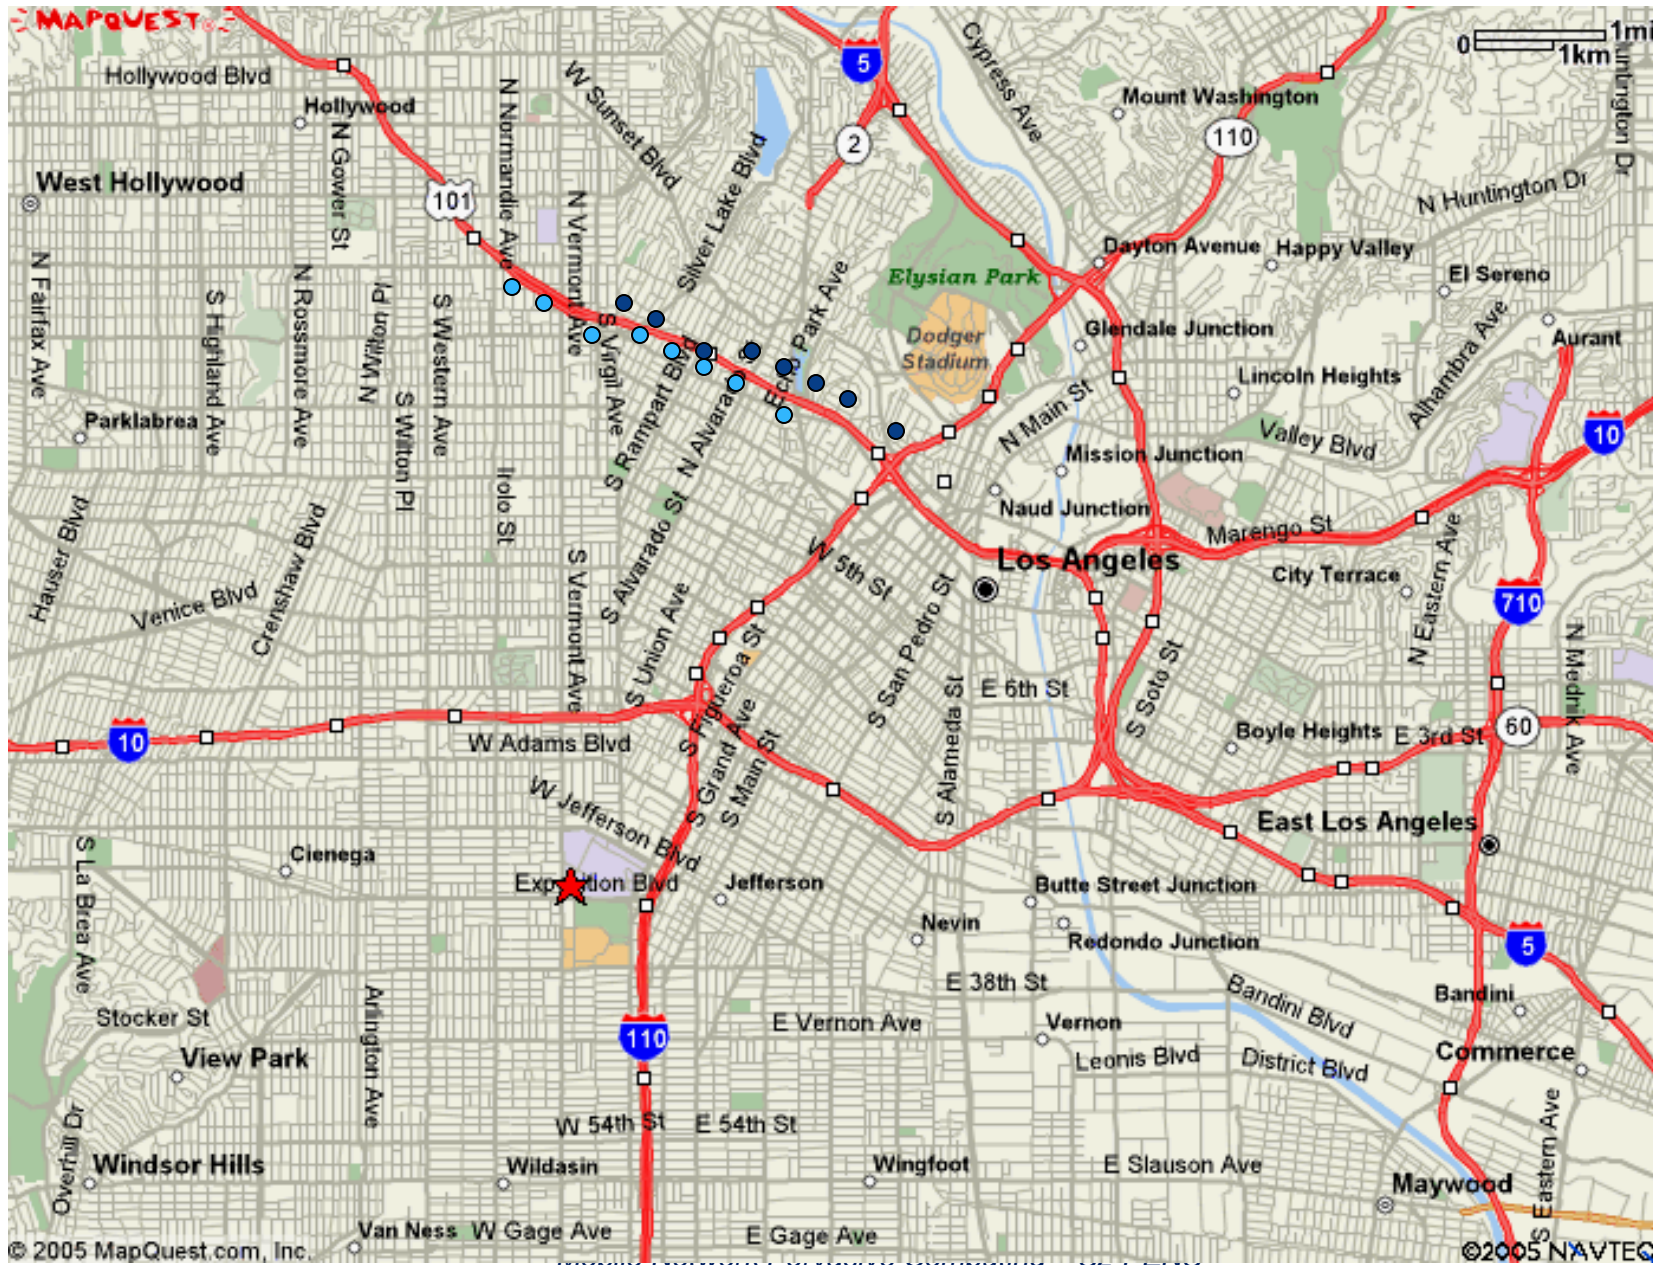 MAPQUEST
5
1mi
0
1km
Hollywood Blvd
Hollywood
W Sunset Blvd
Cypress Ave
Mount Washington
Huntington Dr
N Gower St
N Normandie Ave
2
110
West Hollywood
101
Silver Lake Blvd
N Huntington Dr
N Vermont Ave
Dayton Avenue
Happy Valley
El Sereno
Elysian Park
N Fairfax Ave
S Highland Ave
N Rossmore Ave
N Wilton Pl
S Western Ave
S Virgil Ave
Echo Park Ave
Dodger
Stadium
Glendale Junction
Alhambra Ave
Aurant
S Rampart Blvd
N Alvarado St
Lincoln Heights
Parklabrea
S Wilton Pl
N Main St
Valley Blvd
10
Mission Junction
Irolo St
Naud Junction
Marengo St
Hauser Blvd
Crenshaw Blvd
S Alvarado St
W 5th St
Los Angeles
City Terrace
N Eastern Ave
710
Venice Blvd
S Vermont Ave
S Union Ave
S Figueroa St
S San Pedro St
N Mednik Ave
E 6th St
S Soto St
S Alameda St
10
W Adams Blvd
S Grand Ave
S Main St
Boyle Heights
E 3rd St
60
W Jefferson Blvd
East Los Angeles
S La Brea Ave
Cienega
Exposition Blvd
Jefferson
Butte Street Junction
Nevin
Redondo Junction
5
E 38th St
Bandini Blvd
Bandini
Stocker St
Arlington Ave
110
E Vernon Ave
Vernon
View Park
Leonis Blvd
District Blvd
Commerce
Overhill Dr
W 54th St
E 54th St
S Eastern Ave
Windsor Hills
Wildasin
Wingfoot
E Slauson Ave
Maywood
Van Ness
W Gage Ave
E Gage Ave
© 2005 MapQuest.com, Inc.
©2005 NAVTEQ